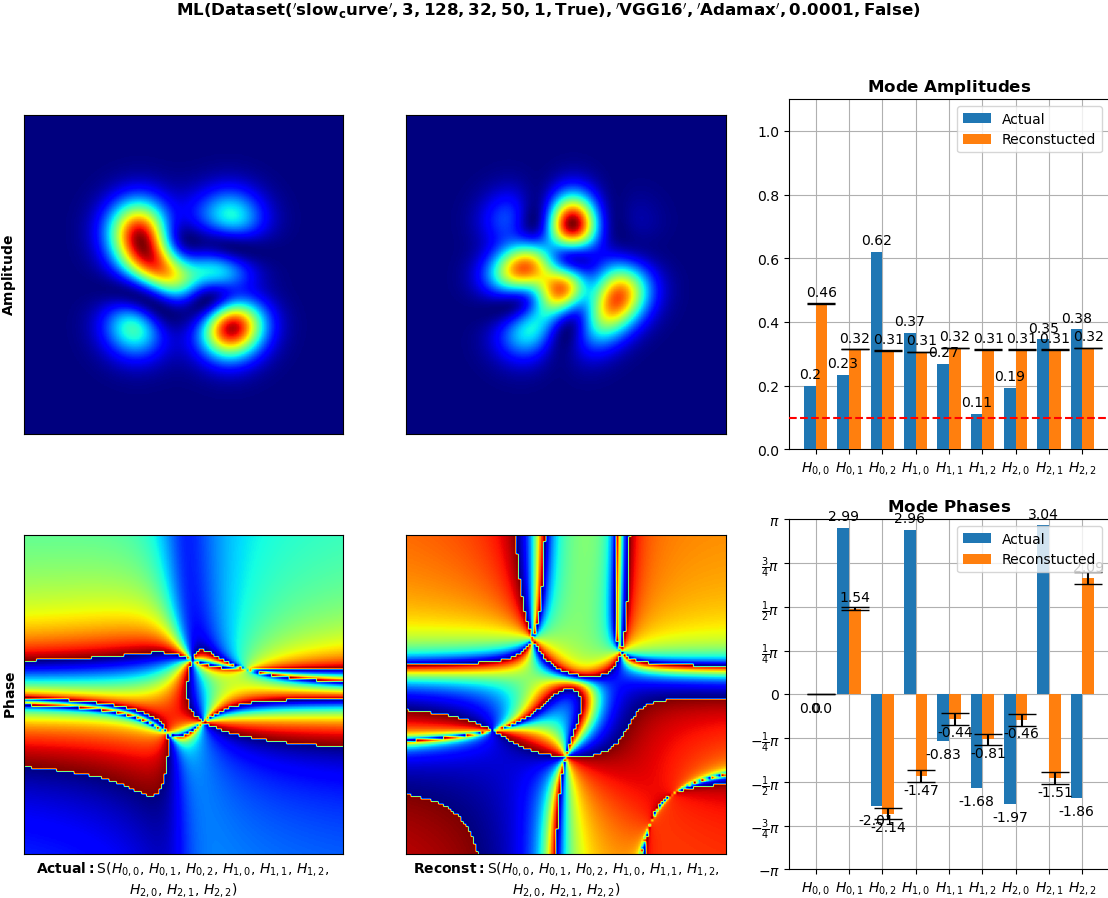 ML(Dataset('slow_curve', 3, 128, 32, 50, 1, True), 'VGG16', 'Adamax', 0.0001, False)
Amplitude
Mode Amplitudes
Actual
Reconstucted
1.0
0.8
0.6
0.4
0.2
0.0
0.2
0.46
0.23
0.32
0.62
0.31
0.37
0.31
0.27
0.32
0.11
0.31
0.19
0.31
0.35
0.31
0.38
0.32
H0,0 H0,1 H0,2 H1,0 H1,1 H1,2 H2,0 H2,1 H2,2
Phase
Mode Phases
Actual
Reconstucted
π
3/4π
1/2π
1/4π
0
−1/4π
−1/2π
−3/4π
−π
0.0
0.0
2.99
1.54
-2.01
-2.14
2.96
-1.47
-0.83
-0.44
-1.68
-0.81
-1.97
-0.46
3.04
-1.51
-1.86
H0,0 H0,1 H0,2 H1,0 H1,1 H1,2 H2,0 H2,1 H2,2
Actual: S(H0,0, H0,1, H0,2, H1,0, H1,1, H1,2,
H2,0, H2,1, H2,2)
Reconst: S(H0,0, H0,1, H0,2, H1,0, H1,1, H1,2,
H2,0, H2,1, H2,2)